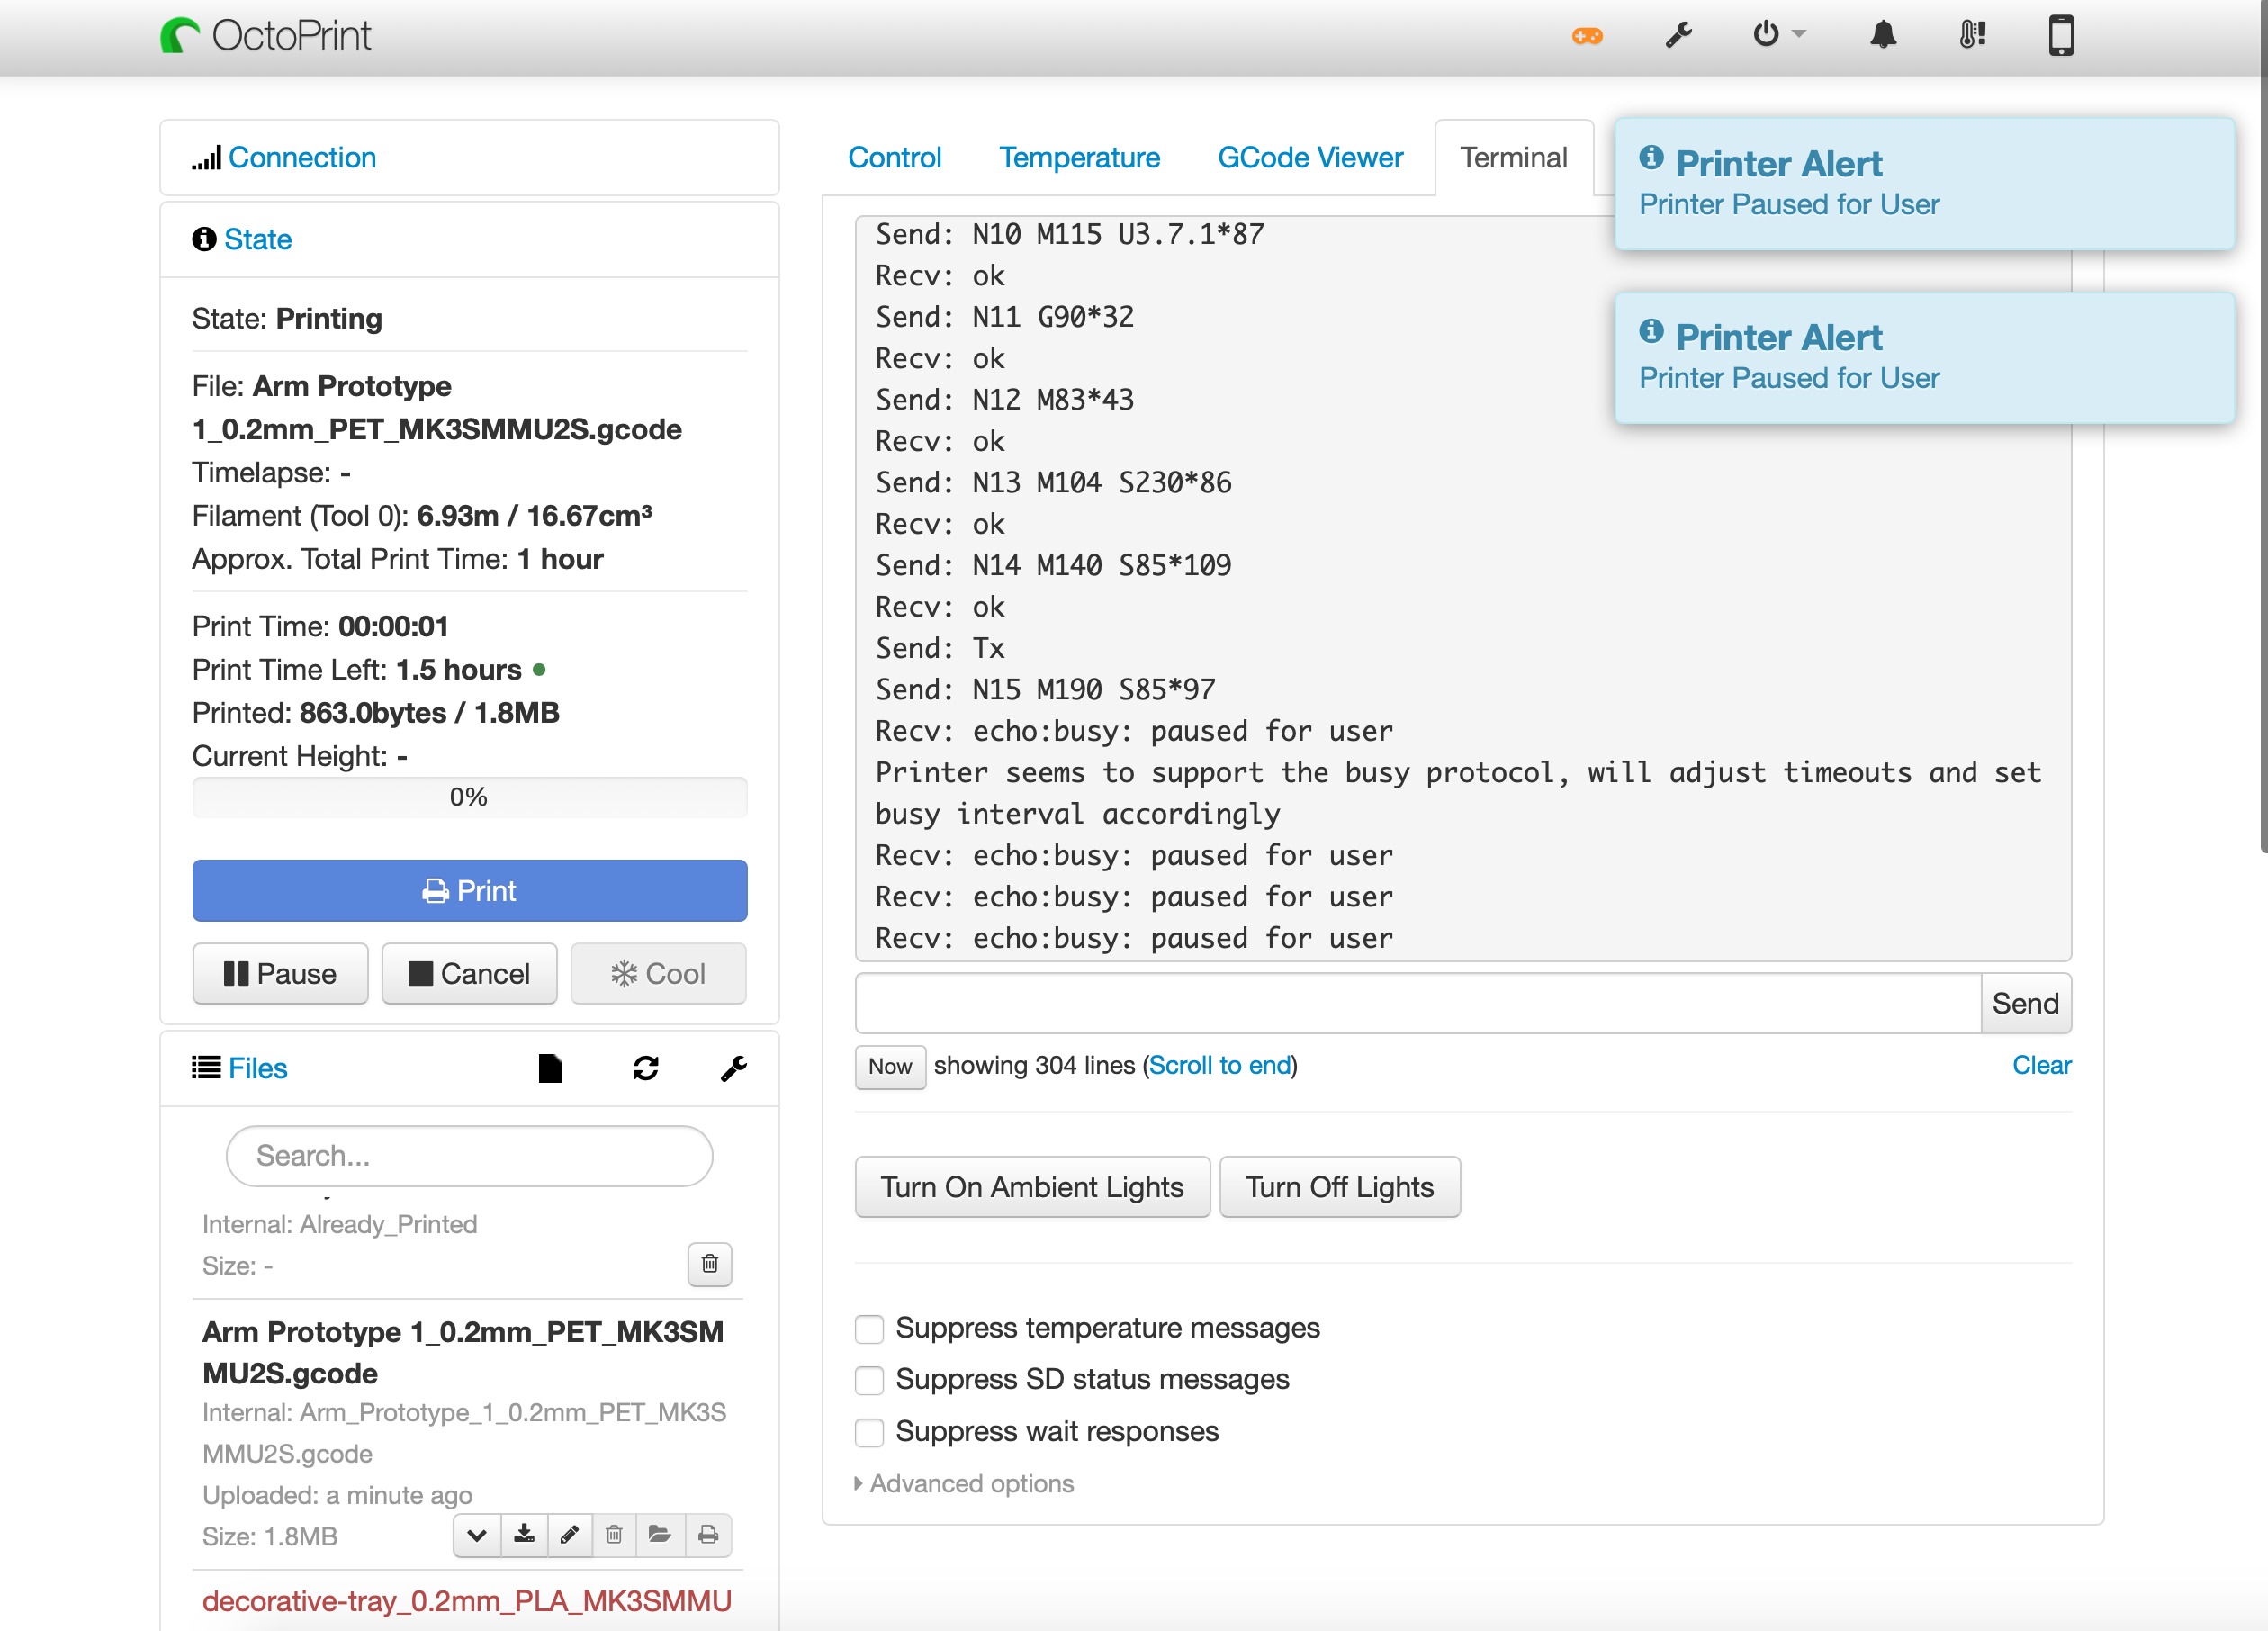 OctoPrint
Connection
State
State: Printing
File: Arm Prototype
1_0.2mm_PET_MK3SMMU2S.gcode
Timelapse: -
Filament (Tool 0): 6.93m / 16.67cm³
Approx. Total Print Time: 1 hour
Print Time: 00:00:01
Print Time Left: 1.5 hours
Printed: 863.0bytes / 1.8MB
Current Height: -
0%
Print
Pause Cancel Cool
Files
Search...
Internal: Already_Printed
Size: -
Arm Prototype 1_0.2mm_PET_MK3SM
MU2S.gcode
Internal: Arm_Prototype_1_0.2mm_PET_MK3S
MMU2S.gcode
Uploaded: a minute ago
Size: 1.8MB
decorative-tray_0.2mm_PLA_MK3SMMU
Control Temperature GCode Viewer Terminal
Send: N10 M115 U3.7.1*87
Recv: ok
Send: N11 G90*32
Recv: ok
Send: N12 M83*43
Recv: ok
Send: N13 M104 S230*86
Recv: ok
Send: N14 M140 S85*109
Recv: ok
Send: Tx
Send: N15 M190 S85*97
Recv: echo:busy: paused for user
Printer seems to support the busy protocol, will adjust timeouts and set
busy interval accordingly
Recv: echo:busy: paused for user
Recv: echo:busy: paused for user
Recv: echo:busy: paused for user
Send
Now showing 304 lines (Scroll to end) Clear
Turn On Ambient Lights Turn Off Lights
Suppress temperature messages
Suppress SD status messages
Suppress wait responses
Advanced options
Printer Alert
Printer Paused for User
Printer Alert
Printer Paused for User